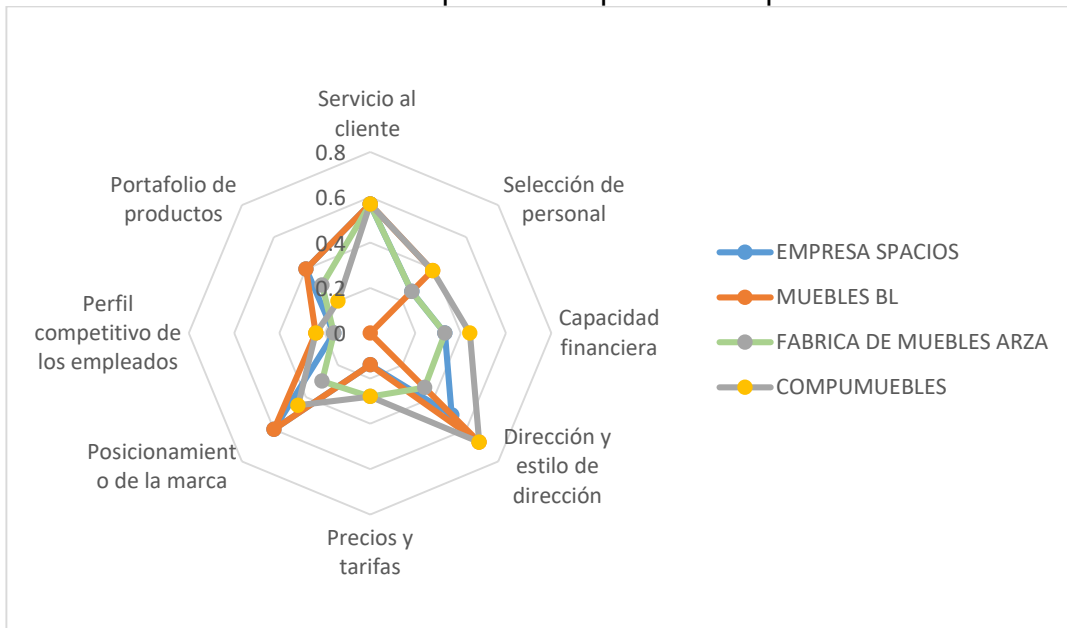 Servicio al
cliente
Selección de
personal
Capacidad
financiera
Dirección y
estilo de
dirección
Precios y
tarifas
Posicionamient
o de la marca
Perfil
competitivo de
los empleados
Portafolio de
productos
0.8
0.6
0.4
0.2
0
EMPRESA SPACIOS
MUEBLES BL
FABRICA DE MUEBLES ARZA
COMPUMUEBLES